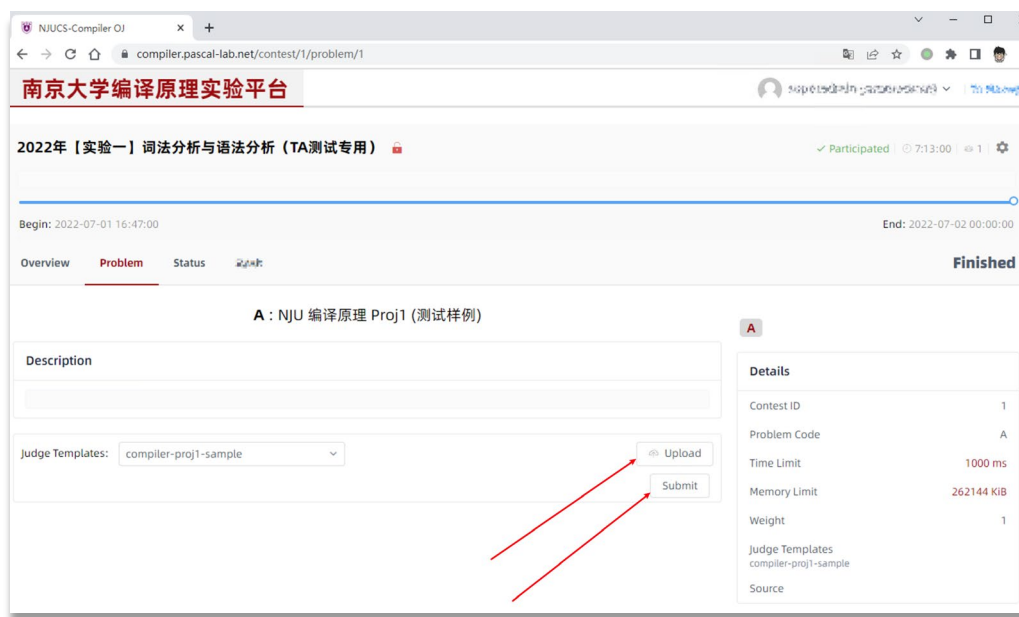 NJUCS-Compiler OJ
compiler.pascal-lab.net/contest/1/problem/1
南京大学编译原理实验平台
2022年【实验一】词法分析与语法分析（TA测试专用）
Participated 7:13:00 1
Begin: 2022-07-01 16:47:00
End: 2022-07-02 00:00:00
Overview Problem Status
Finished
A : NJU 编译原理 Proj1 (测试样例)
Description
Judge Templates: compiler-proj1-sample
Upload
Submit
A
Details
Contest ID 1
Problem Code A
Time Limit 1000 ms
Memory Limit 262144 KiB
Weight 1
Judge Templates
compiler-proj1-sample
Source